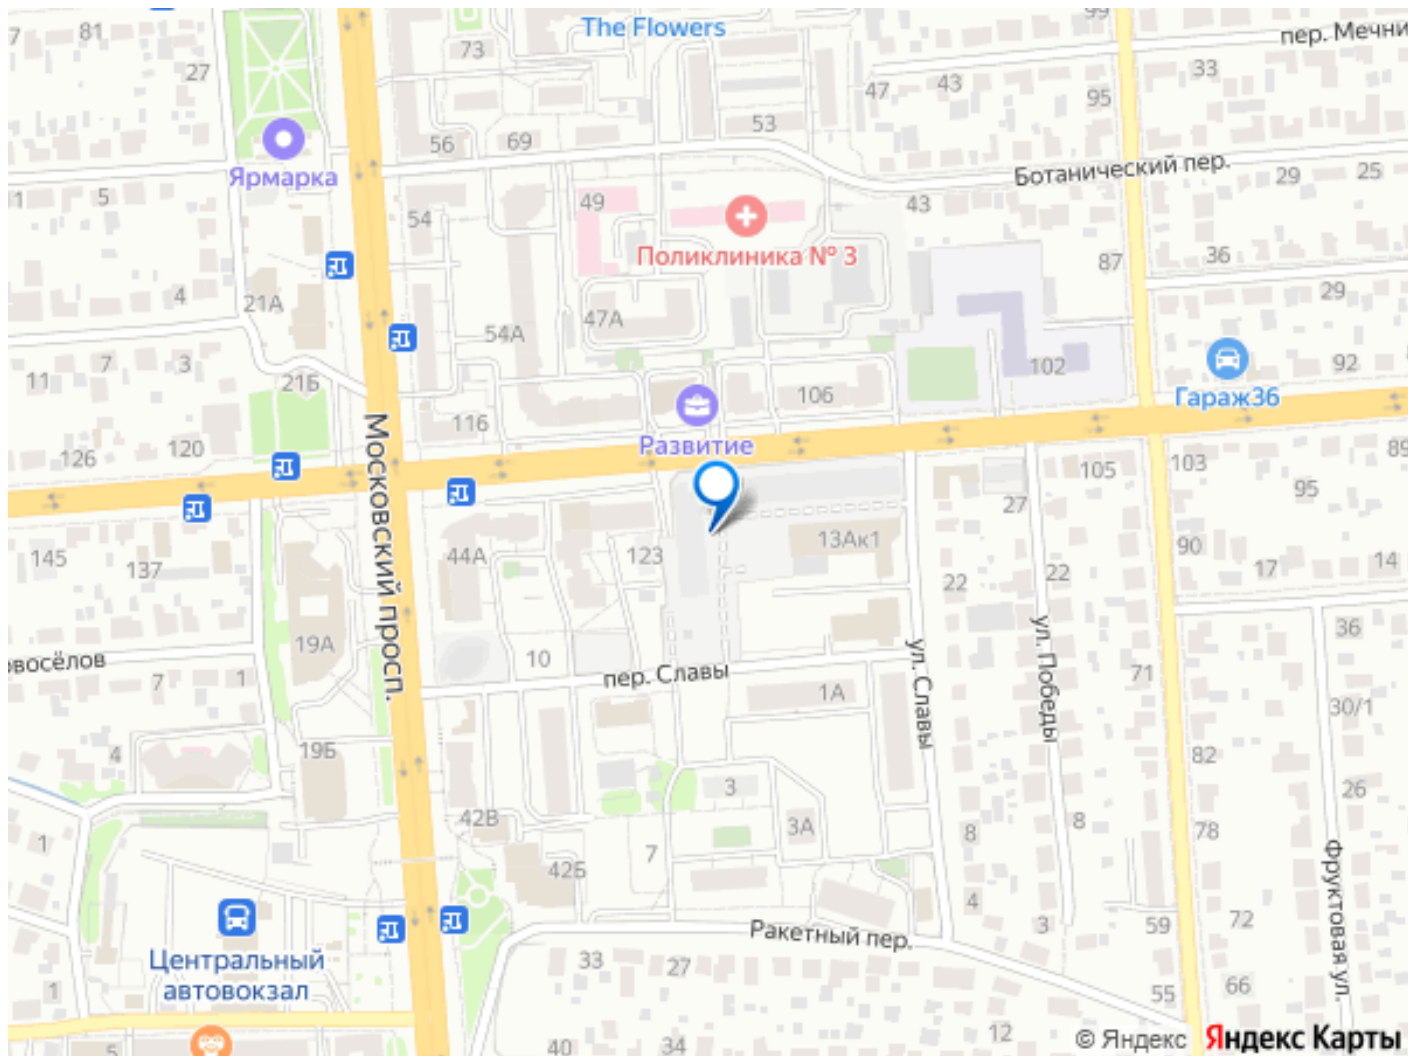 7
81
73
The Flowers
99
пер. Мечни
27
47
43
33
95
53
56
69
Ярмарка
Ботанический пер.
29
25
1
5
54
49
43
Поликлиника № 3
87
36
4
21А
29
47А
54А
11
7
3
21Б
102
92
106
Гараж36
116
Развитие
Московский просп.
126
120
105
103
89
95
27
145
137
44А
123
13Ак1
90
17
14
22
22
19А
36
ул. Славы
ул. Победы
овосёлов
7
1
10
пер. Славы
1А
71
30/1
4
19Б
82
3
26
1
42В
3А
8
8
78
42Б
7
Фруктовая ул.
4
3
59
72
Центральный
автовокзал
Ракетный пер.
33
27
1
55
66
5
40
34
12
© Яндекс Яндекс Карты